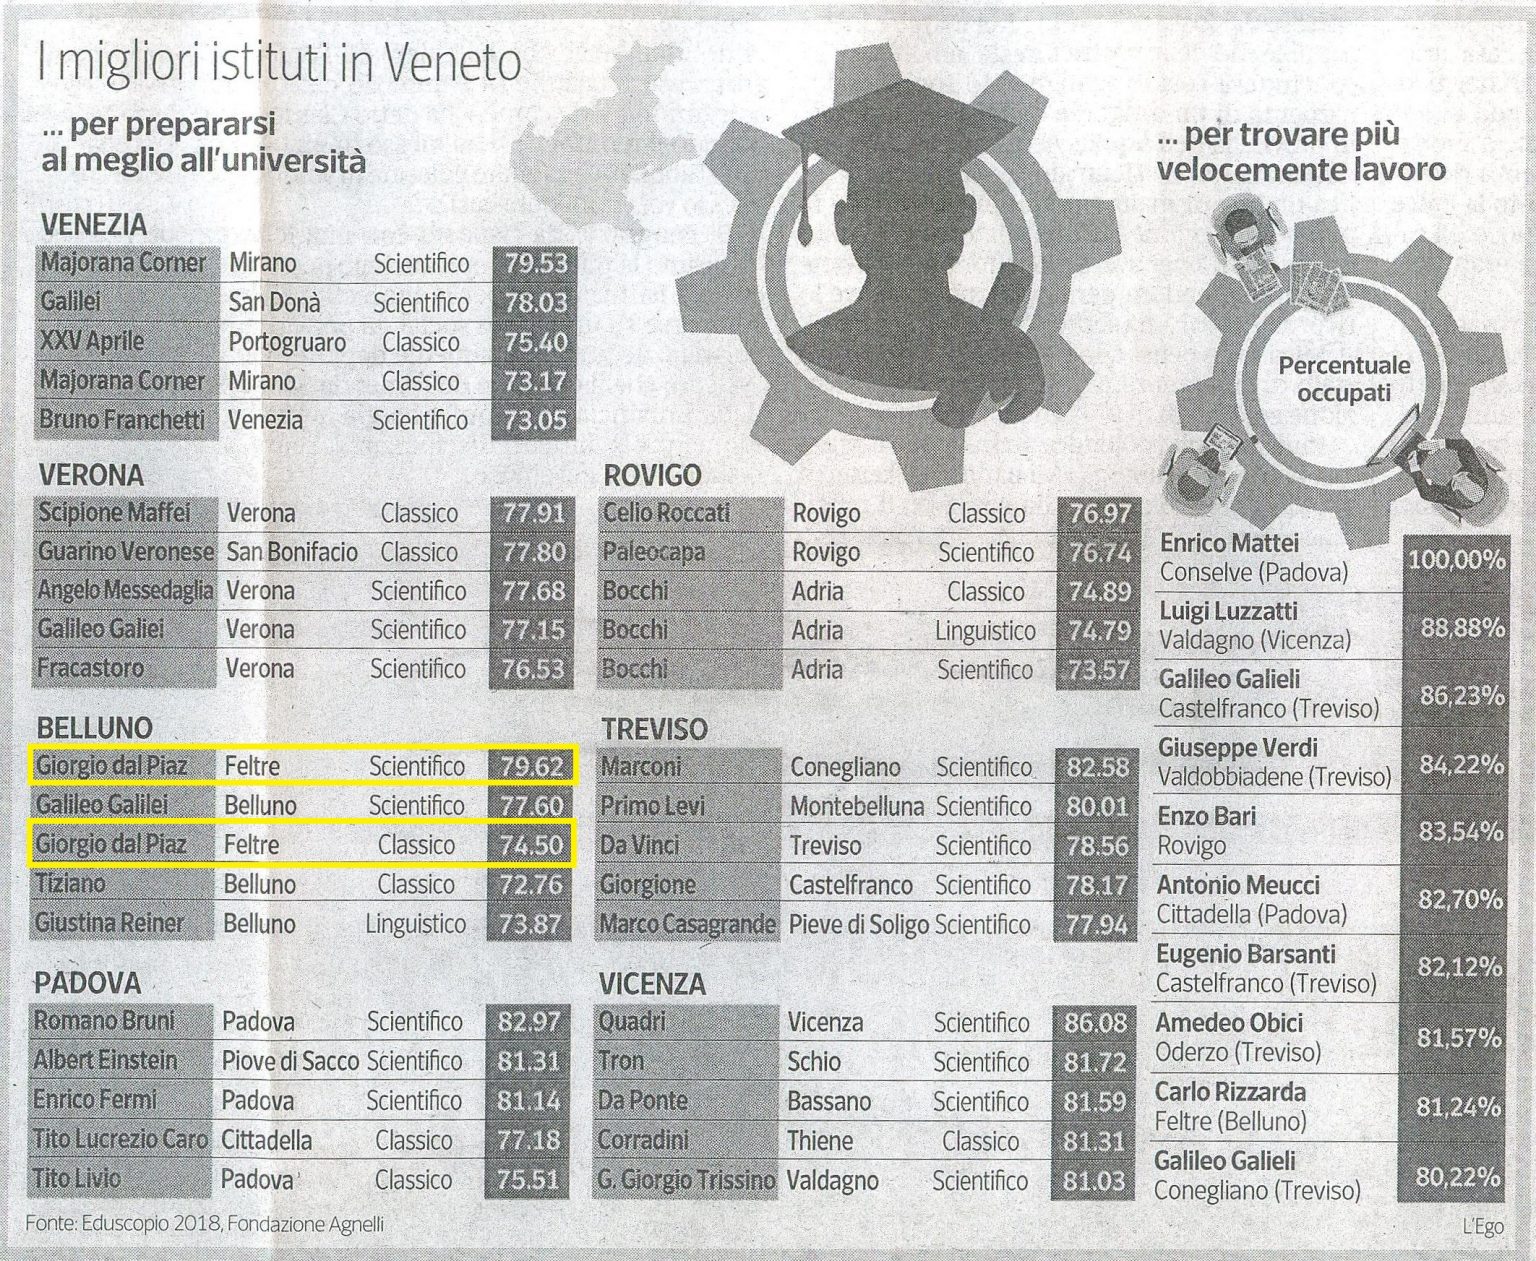 I migliori istituti in Veneto
... per prepararsi
al meglio all'università
VENEZIA
Majorana Corner Mirano Scientifico 79.53
Galilei San Donà Scientifico 78.03
XXV Aprile Portogruaro Classico 75.40
Majorana Corner Mirano Classico 73.17
Bruno Franchetti Venezia Scientifico 73.05
VERONA
Scipione Maffei Verona Classico 77.91
Guarino Veronese San Bonifacio Classico 77.80
Angelo Messedaglia Verona Scientifico 77.68
Galileo Galiei Verona Scientifico 77.15
Fracastoro Verona Scientifico 76.53
BELLUNO
Giorgio dal Piaz Feltre Scientifico 79.62
Galileo Galilei Belluno Scientifico 77.60
Giorgio dal Piaz Feltre Classico 74.50
Tiziano Belluno Classico 72.76
Giustina Reiner Belluno Linguistico 73.87
PADOVA
Romano Bruni Padova Scientifico 82.97
Albert Einstein Piove di Sacco Scientifico 81.31
Enrico Fermi Padova Scientifico 81.14
Tito Lucrezio Caro Cittadella Classico 77.18
Tito Livio Padova Classico 75.51
ROVIGO
Celio Roccati Rovigo Classico 76.97
Paleocapa Rovigo Scientifico 76.74
Bocchi Adria Classico 74.89
Bocchi Adria Linguistico 74.79
Bocchi Adria Scientifico 73.57
TREVISO
Marconi Conegliano Scientifico 82.58
Primo Levi Montebelluna Scientifico 80.01
Da Vinci Treviso Scientifico 78.56
Giorgione Castelfranco Scientifico 78.17
Marco Casagrande Pieve di Soligo Scientifico 77.94
VICENZA
Quadri Vicenza Scientifico 86.08
Tron Schio Scientifico 81.72
Da Ponte Bassano Scientifico 81.59
Corradini Thiene Classico 81.31
G. Giorgio Trissino Valdagno Scientifico 81.03
... per trovare più
velocemente lavoro
Percentuale
occupati
Enrico Mattei
Conselve (Padova) 100,00%
Luigi Luzzatti
Valdagno (Vicenza) 88,88%
Galileo Galieli
Castelfranco (Treviso) 86,23%
Giuseppe Verdi
Valdobbiadene (Treviso) 84,22%
Enzo Bari
Rovigo 83,54%
Antonio Meucci
Cittadella (Padova) 82,70%
Eugenio Barsanti
Castelfranco (Treviso) 82,12%
Amedeo Obici
Oderzo (Treviso) 81,57%
Carlo Rizzarda
Feltre (Belluno) 81,24%
Galileo Galieli
Conegliano (Treviso) 80,22%
Fonte: Eduscopio 2018, Fondazione Agnelli
L'Ego